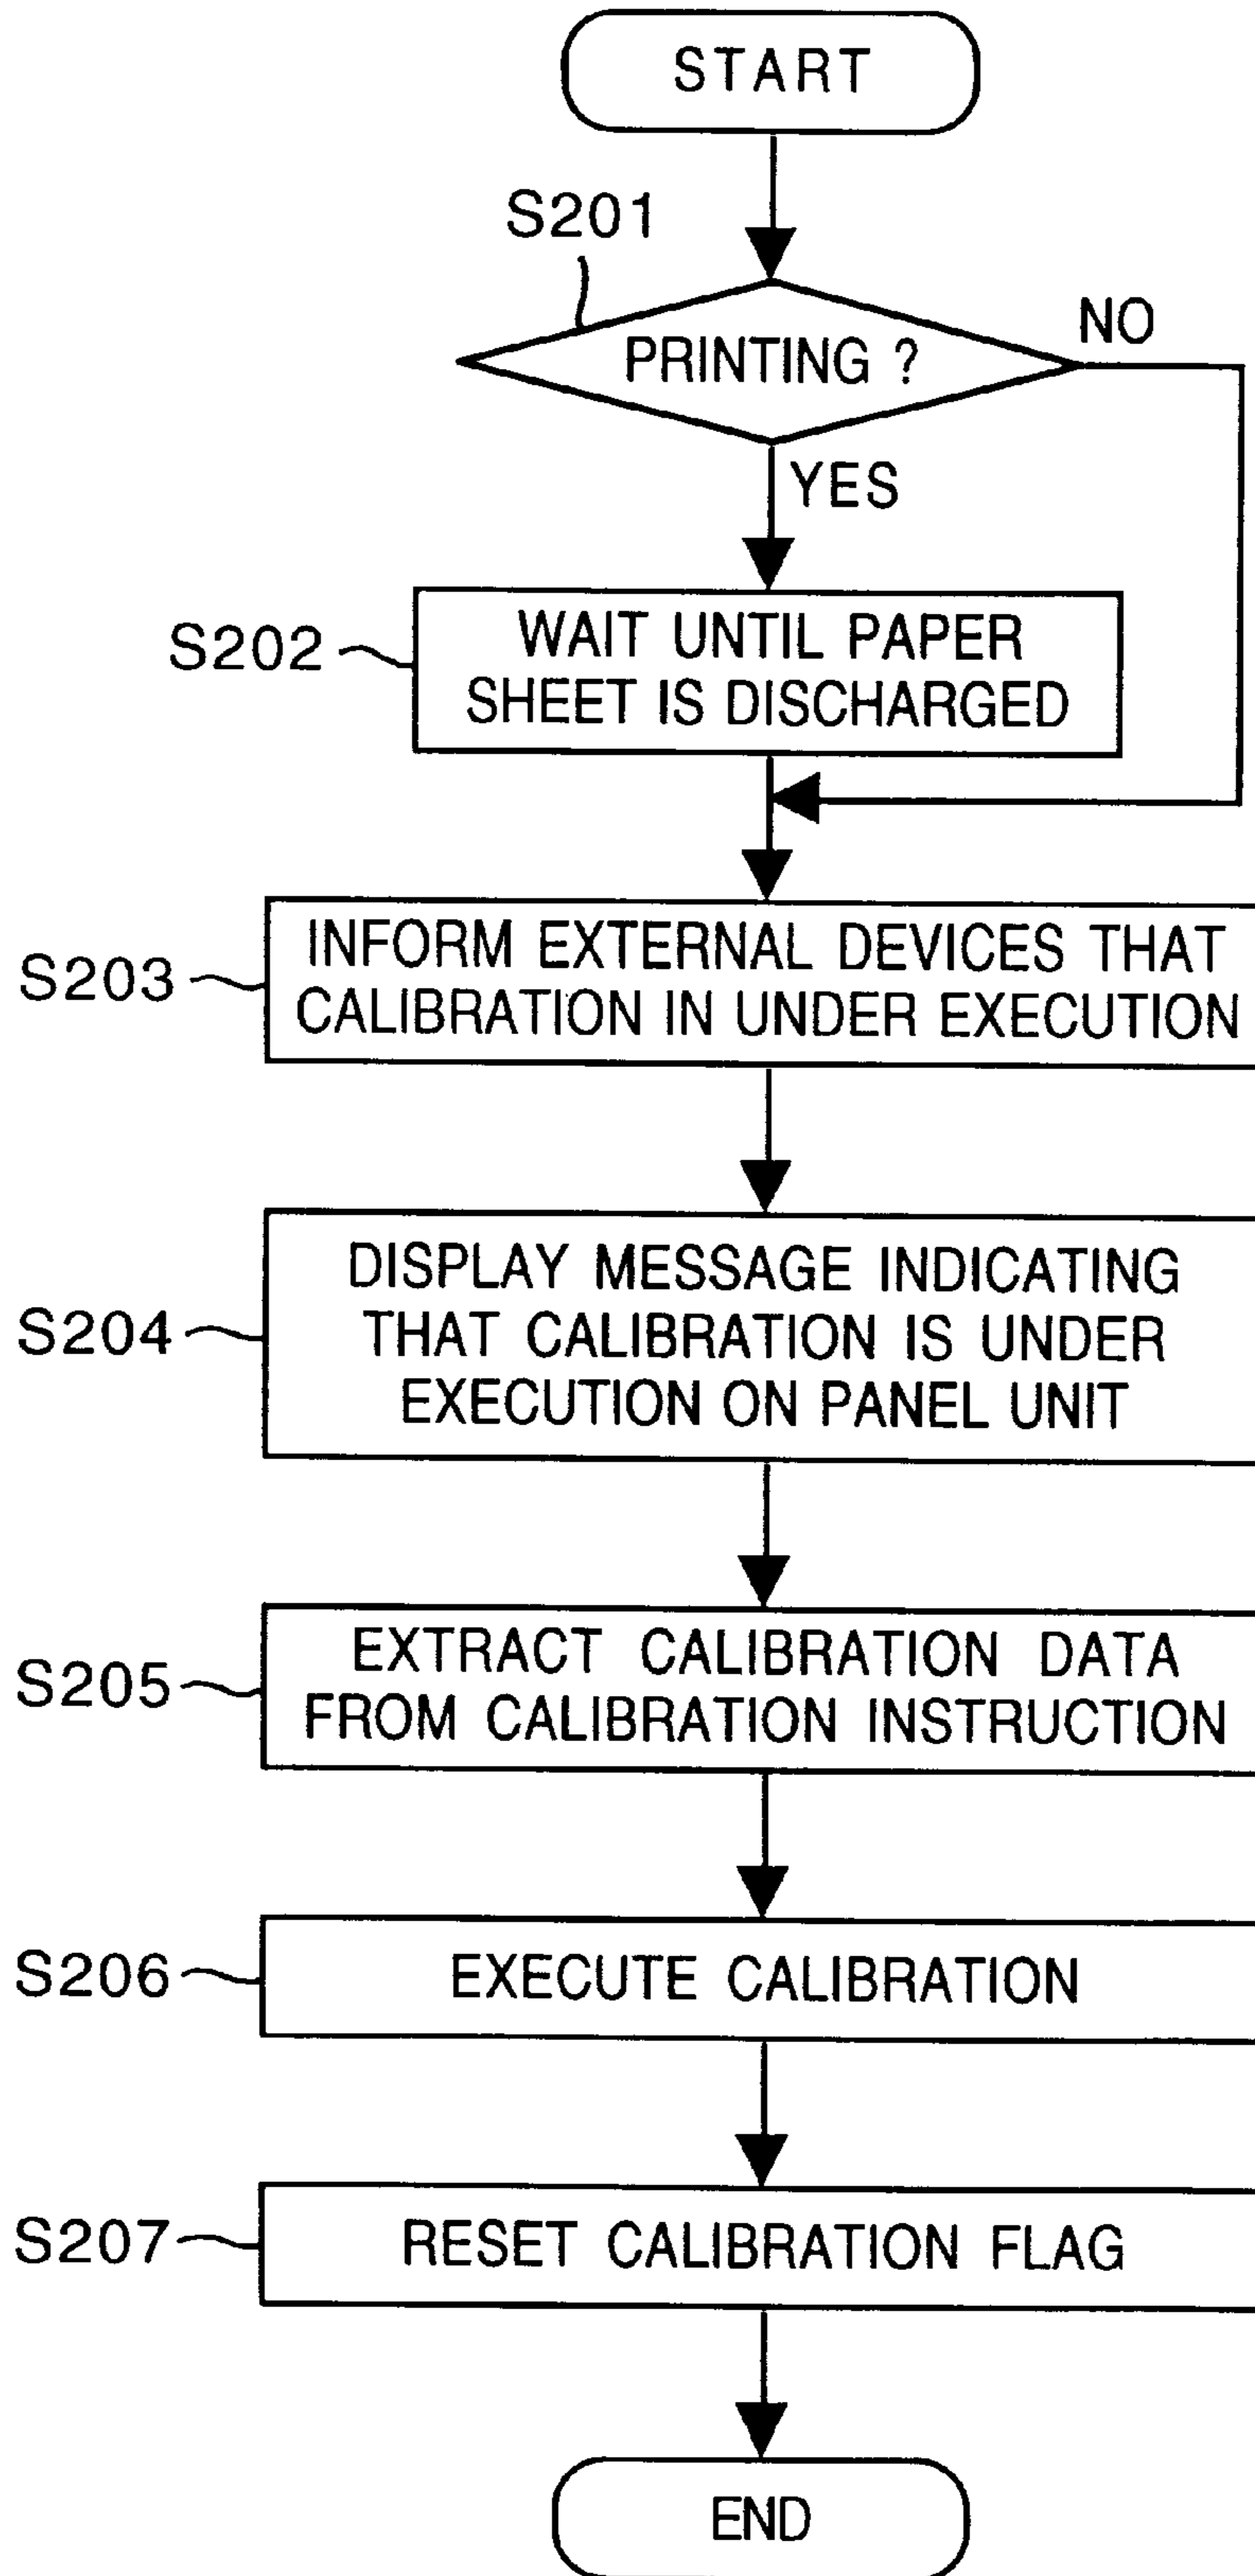 START
S201
PRINTING ?
NO
YES
S202
WAIT UNTIL PAPER
SHEET IS DISCHARGED
S203
INFORM EXTERNAL DEVICES THAT
CALIBRATION IN UNDER EXECUTION
S204
DISPLAY MESSAGE INDICATING
THAT CALIBRATION IS UNDER
EXECUTION ON PANEL UNIT
S205
EXTRACT CALIBRATION DATA
FROM CALIBRATION INSTRUCTION
S206
EXECUTE CALIBRATION
S207
RESET CALIBRATION FLAG
END